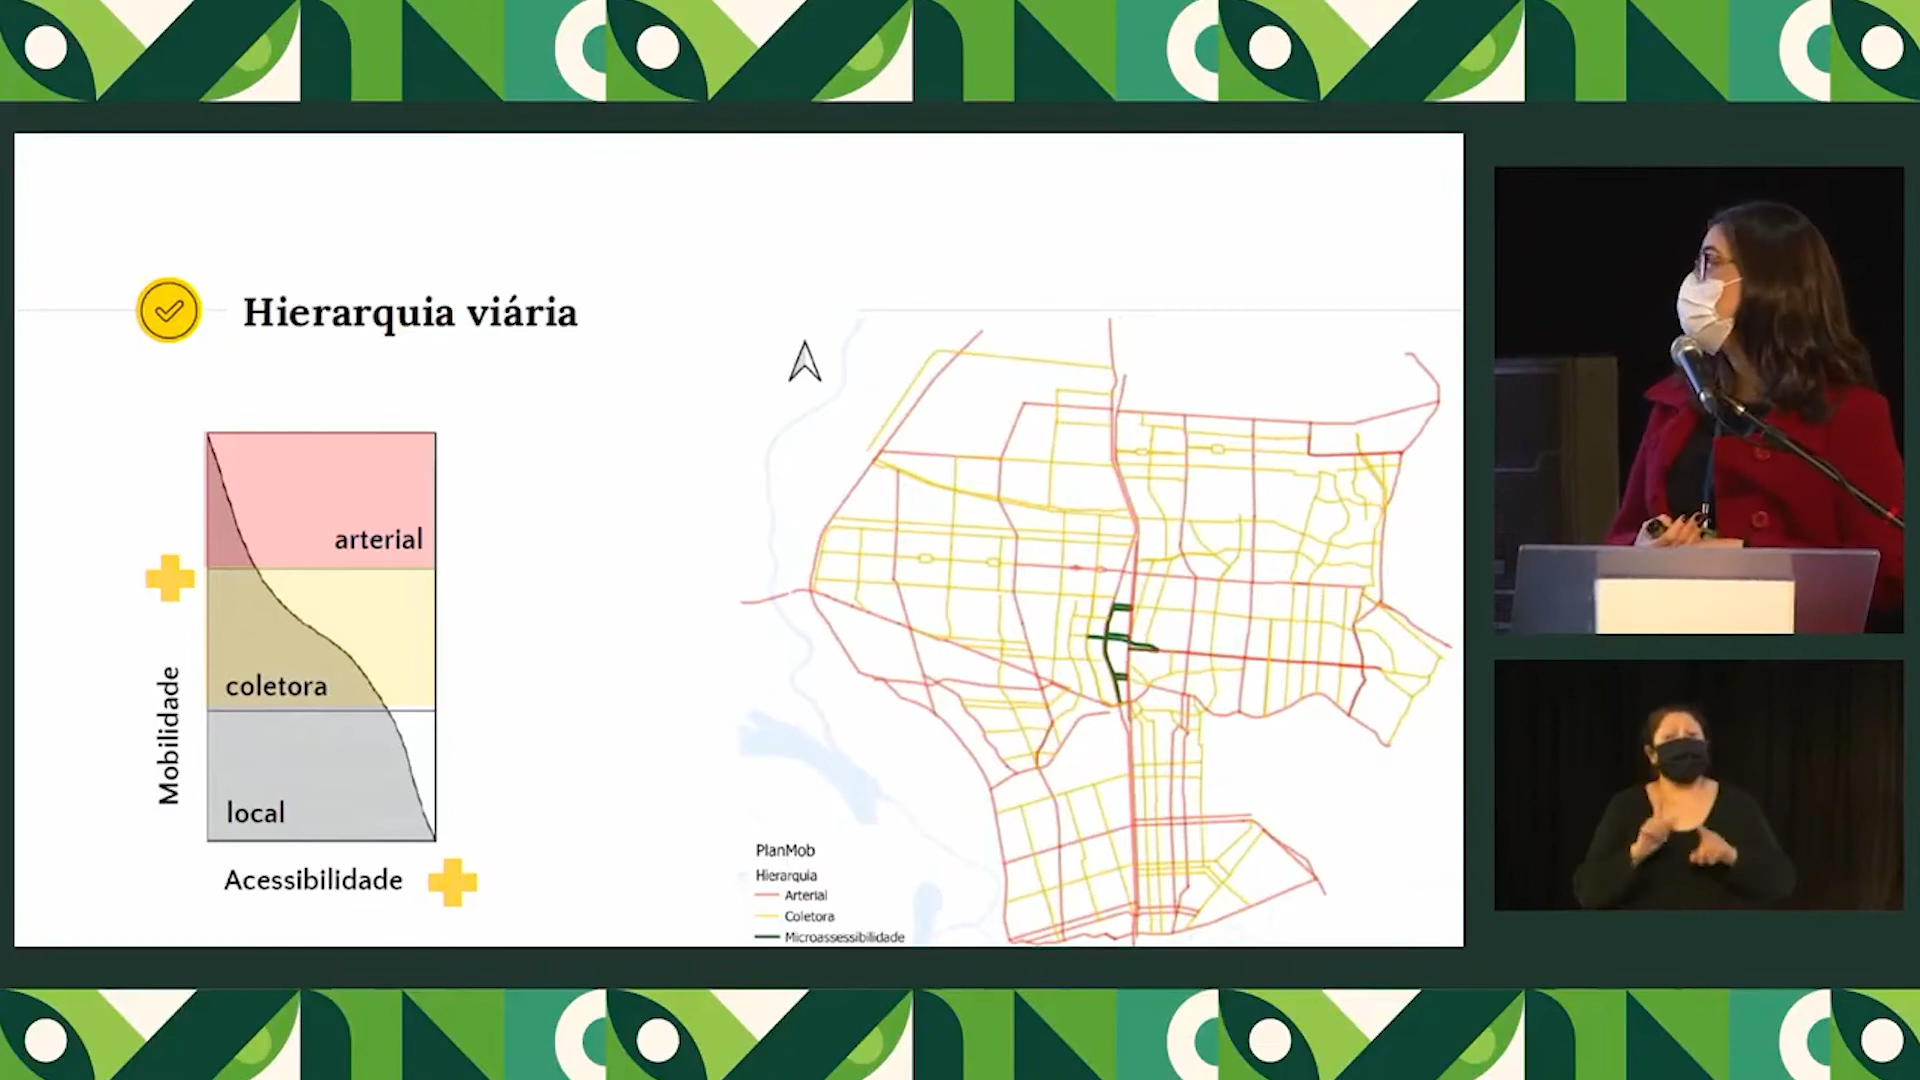 Hierarquia viária
arterial
coletora
local
Mobilidade
Acessibilidade
PlanMob
Hierarquia
Arterial
Coletora
Microassessibilidade